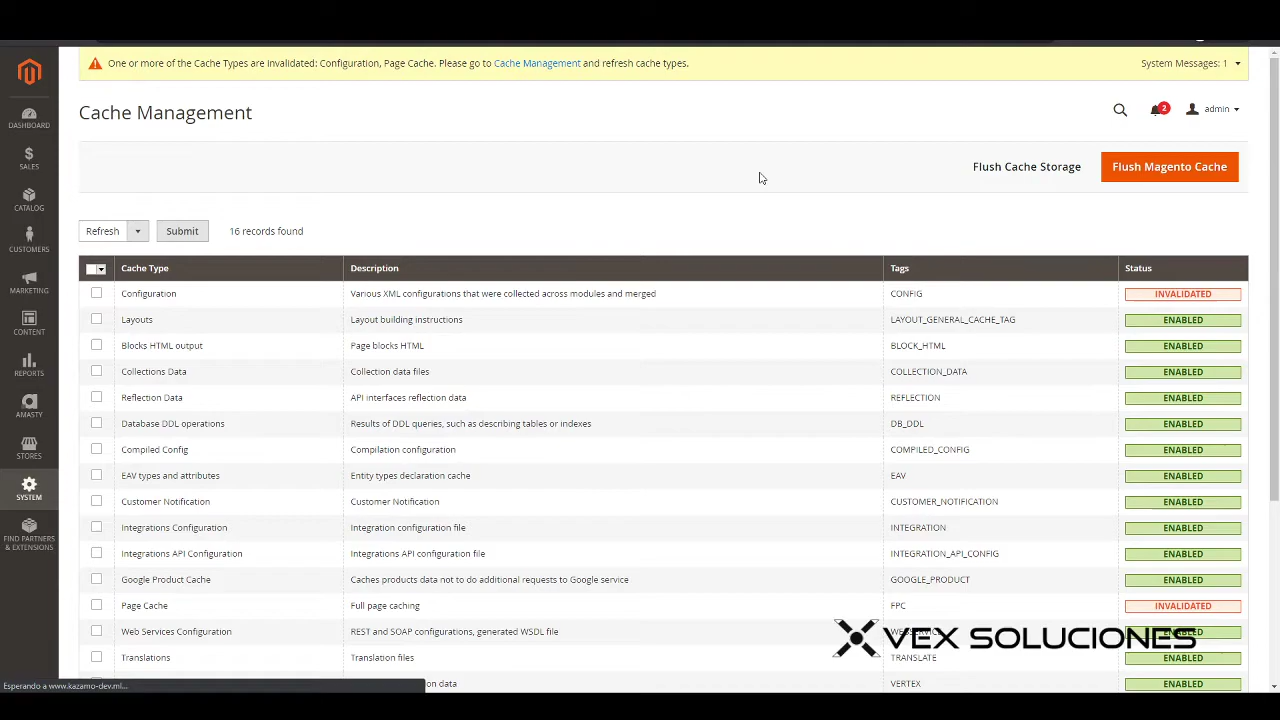 One or more of the Cache Types are invalidated: Configuration, Page Cache. Please go to Cache Management and refresh cache types.
System Messages: 1
Cache Management
2
admin
Flush Cache Storage
Flush Magento Cache
Refresh
Submit
16 records found
DASHBOARD
SALES
CATALOG
CUSTOMERS
MARKETING
CONTENT
REPORTS
AMASTY
STORES
SYSTEM
FIND PARTNERS
& EXTENSIONS
Cache Type Description Tags Status
Configuration Various XML configurations that were collected across modules and merged CONFIG INVALIDATED
Layouts Layout building instructions LAYOUT_GENERAL_CACHE_TAG ENABLED
Blocks HTML output Page blocks HTML BLOCK_HTML ENABLED
Collections Data Collection data files COLLECTION_DATA ENABLED
Reflection Data API interfaces reflection data REFLECTION ENABLED
Database DDL operations Results of DDL queries, such as describing tables or indexes DB_DDL ENABLED
Compiled Config Compilation configuration COMPILED_CONFIG ENABLED
EAV types and attributes Entity types declaration cache EAV ENABLED
Customer Notification Customer Notification CUSTOMER_NOTIFICATION ENABLED
Integrations Configuration Integration configuration file INTEGRATION ENABLED
Integrations API Configuration Integrations API configuration file INTEGRATION_API_CONFIG ENABLED
Google Product Cache Caches products data not to do additional requests to Google service GOOGLE_PRODUCT ENABLED
Page Cache Full page caching FPC INVALIDATED
Web Services Configuration REST and SOAP configurations, generated WSDL file ENABLED
VEX SOLUCIONES
Translations Translation files TRANSLATE ENABLED
data VERTEX ENABLED
Esperando a www.kazamo-dev.ml...